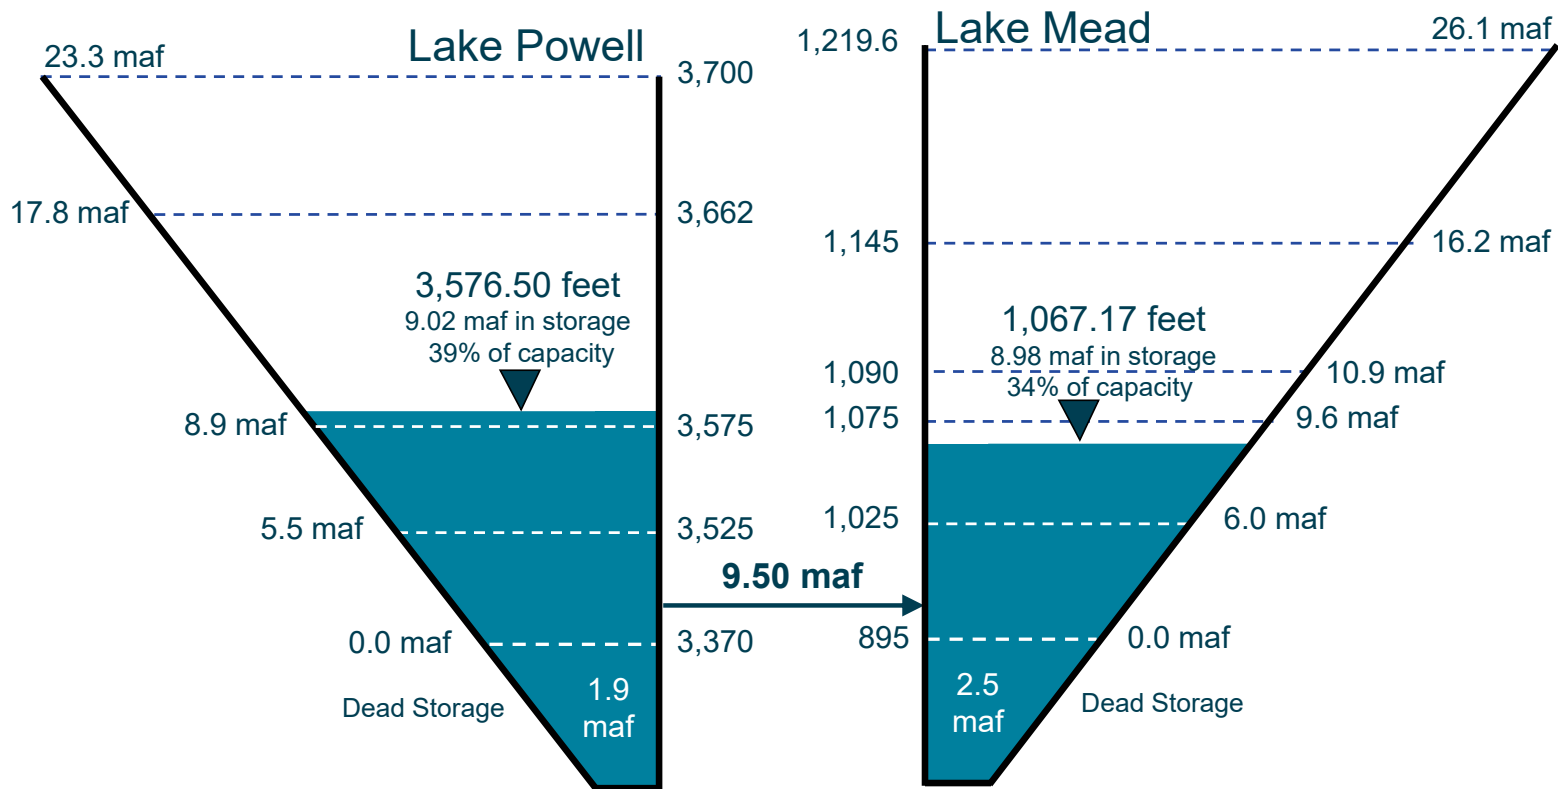 Lake Powell
23.3 maf
3,700
17.8 maf
3,662
3,576.50 feet
9.02 maf in storage
39% of capacity
8.9 maf
3,575
5.5 maf
3,525
0.0 maf
3,370
1.9
maf
Dead Storage
9.50 maf
Lake Mead
1,219.6
26.1 maf
1,145
16.2 maf
1,067.17 feet
8.98 maf in storage
34% of capacity
1,090
10.9 maf
1,075
9.6 maf
1,025
6.0 maf
895
0.0 maf
2.5
maf
Dead Storage